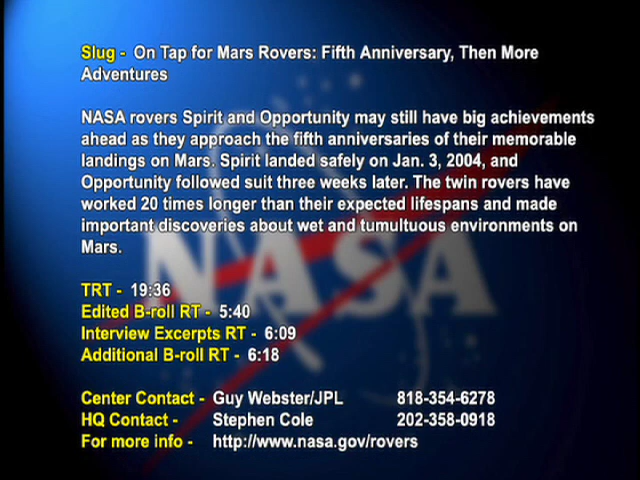 Slug - On Tap for Mars Rovers: Fifth Anniversary, Then More
Adventures
NASA rovers Spirit and Opportunity may still have big achievements
ahead as they approach the fifth anniversaries of their memorable
landings on Mars. Spirit landed safely on Jan. 3, 2004, and
Opportunity followed suit three weeks later. The twin rovers have
worked 20 times longer than their expected lifespans and made
important discoveries about wet and tumultuous environments on
Mars.
NASA
TRT - 19:36
Edited B-roll RT - 5:40
Interview Excerpts RT - 6:09
Additional B-roll RT - 6:18
Center Contact - Guy Webster/JPL 818-354-6278
HQ Contact - Stephen Cole 202-358-0918
For more info - http://www.nasa.gov/rovers